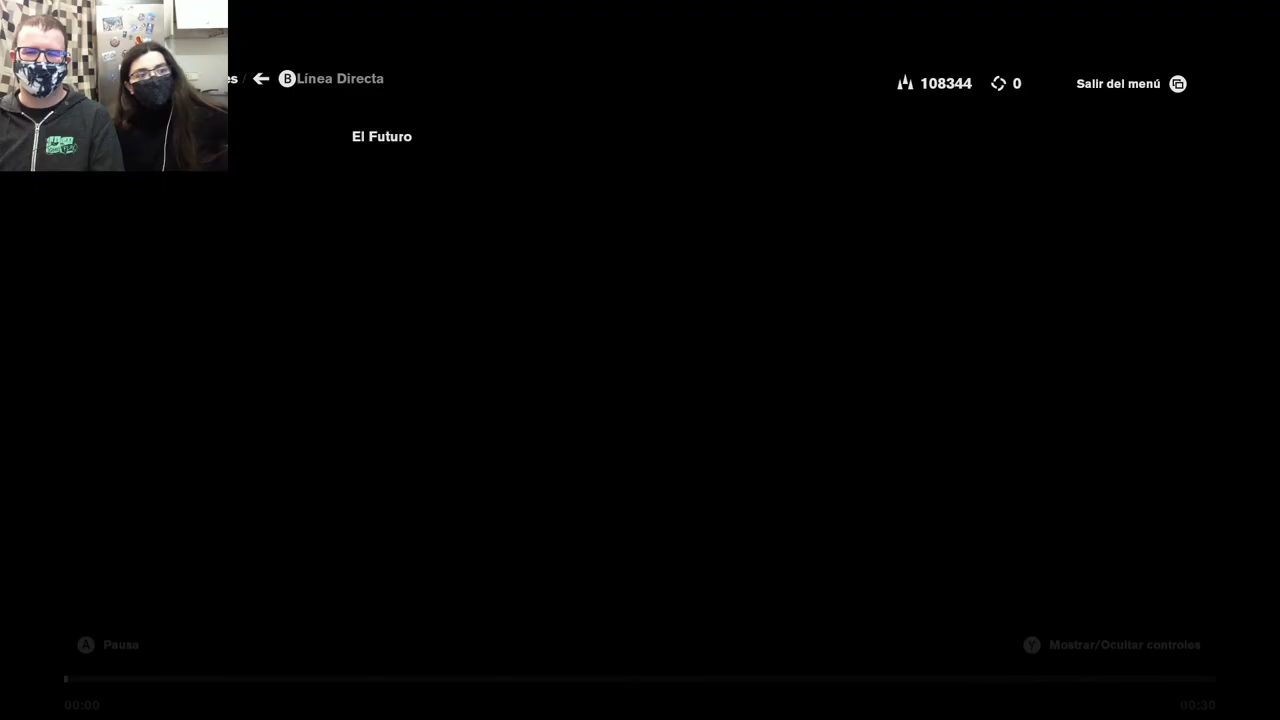 es / ← B Línea Directa
108344 0 Salir del menú
El Futuro
A Pausa
Y Mostrar/Ocultar controles
00:00
00:30